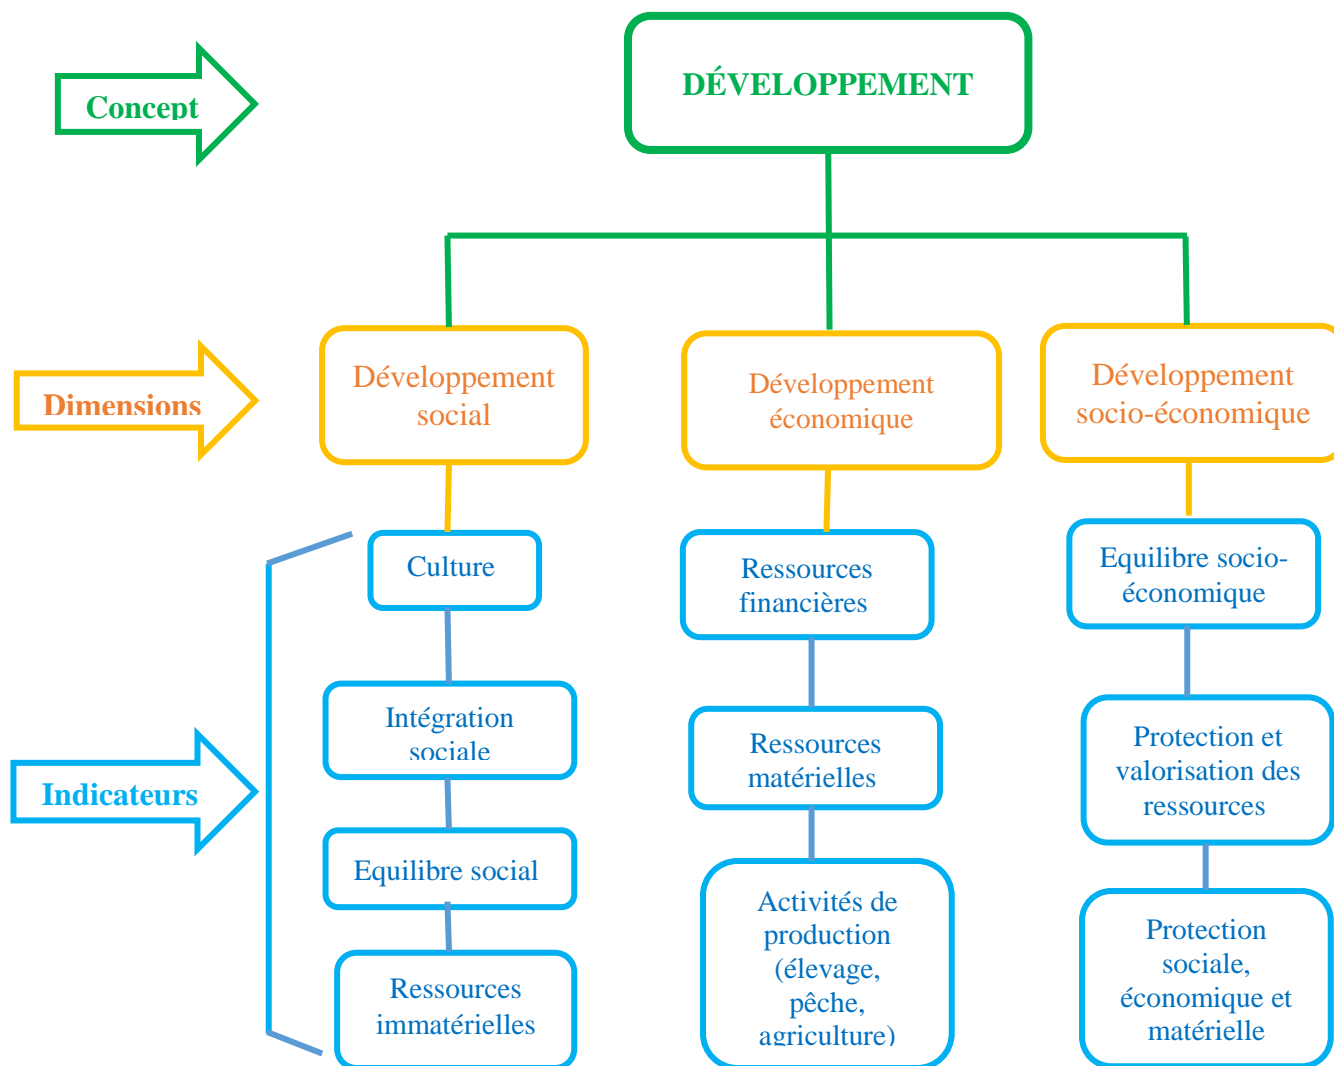 DÉVELOPPEMENT
Concept
Dimensions
Développement
social
Développement
économique
Développement
socio-économique
Indicateurs
Culture
Intégration
sociale
Equilibre social
Ressources
immatérielles
Ressources
financières
Ressources
matérielles
Activités de
production
(élevage,
pêche,
agriculture)
Equilibre socio-
économique
Protection et
valorisation des
ressources
Protection
sociale,
économique et
matérielle